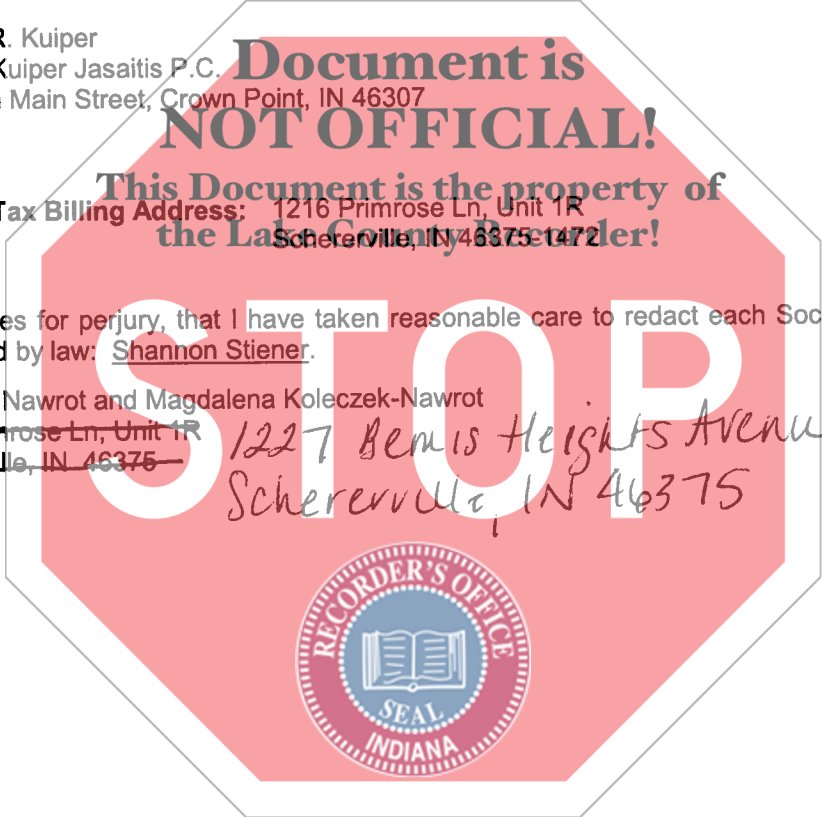 R. Kuiper
Kuiper Jasaitis P.C.
Main Street, Crown Point, IN 46307
Document is
NOT OFFICIAL!
This Document is the property of
the Lake County Recorder!
Tax Billing Address: 1216 Primrose Ln, Unit 1R
Schererville, IN 46375-1472
es for perjury, that I have taken reasonable care to redact each Soc
d by law: Shannon Stiener.
Nawrot and Magdalena Koleczek-Nawrot
rose Ln, Unit 1R
lle, IN 46375
1227 Bemis Heights Avenu
Schererville, IN 46375
STOP
RECORDER'S OFFICE
SEAL
INDIANA